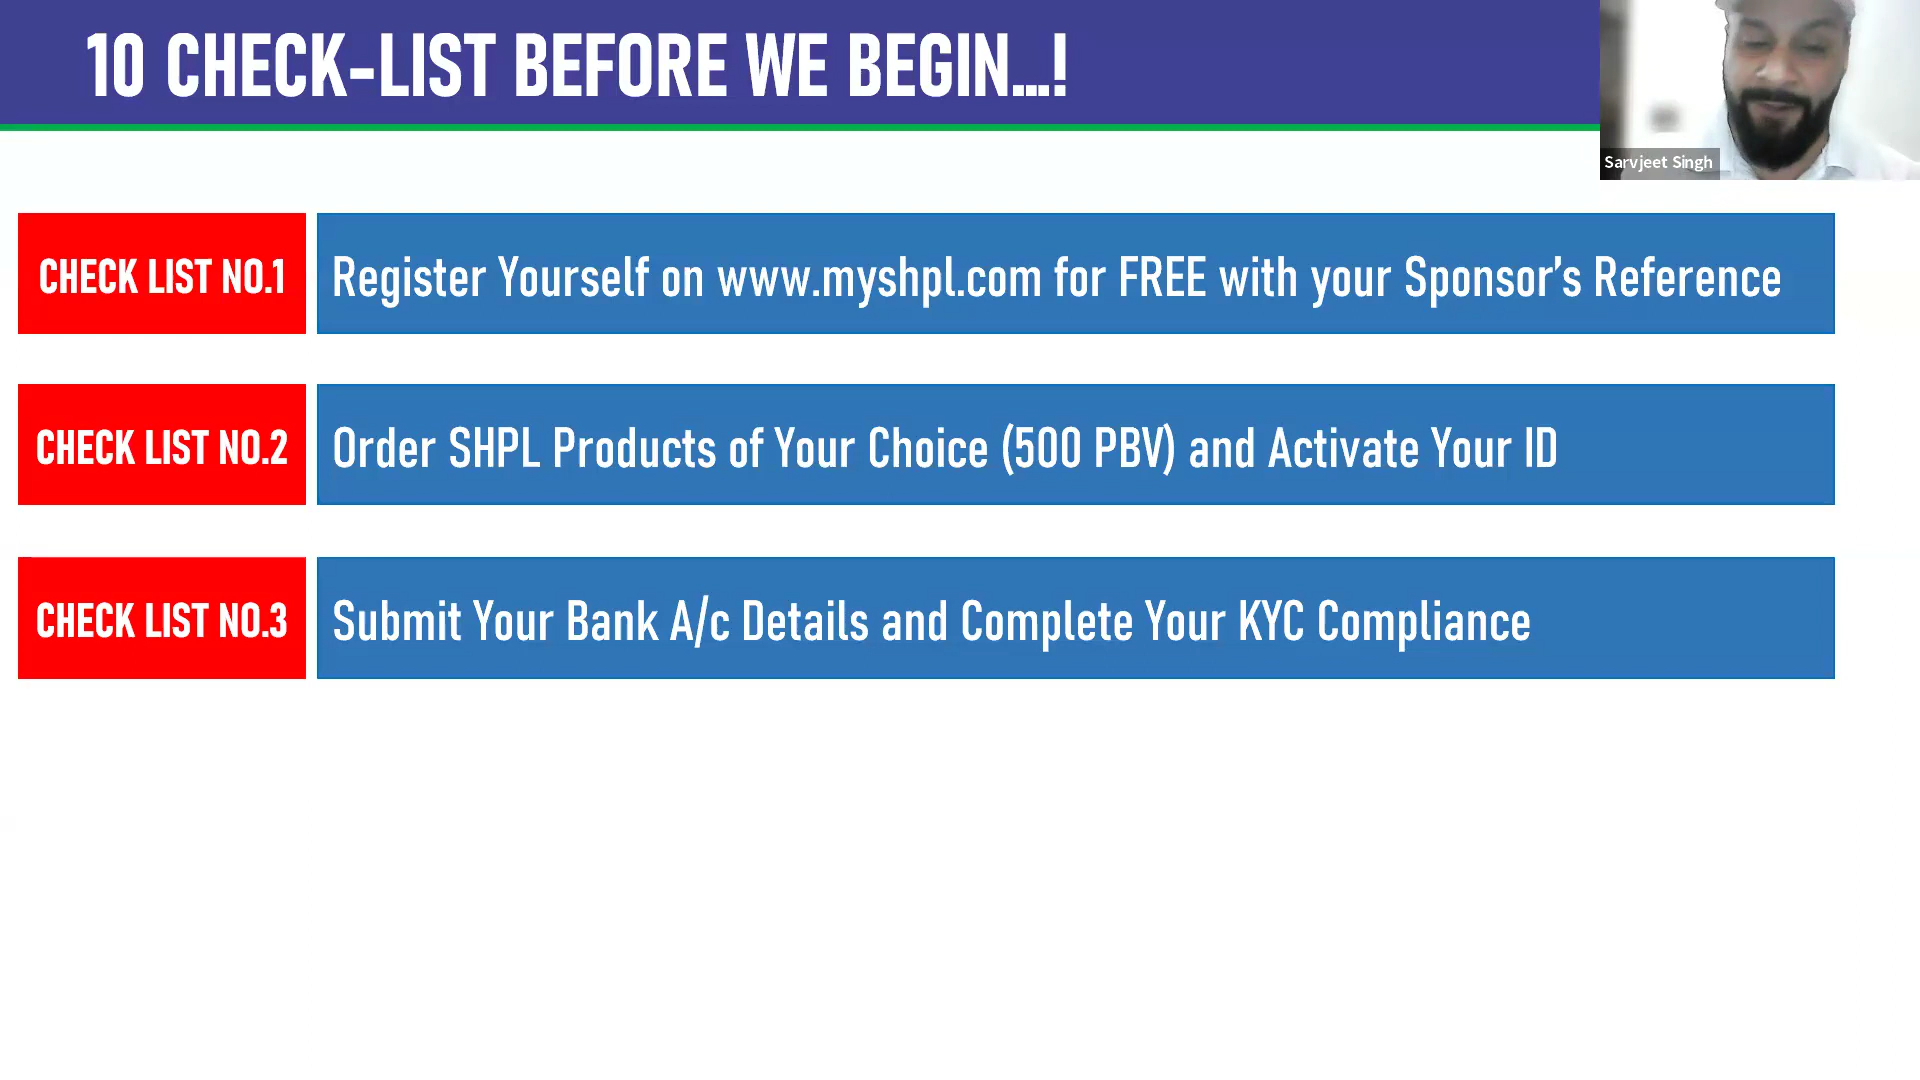 10 CHECK-LIST BEFORE WE BEGIN...!
Sarvjeet Singh
CHECK LIST NO.1
Register Yourself on www.myshpl.com for FREE with your Sponsor’s Reference
CHECK LIST NO.2
Order SHPL Products of Your Choice (500 PBV) and Activate Your ID
CHECK LIST NO.3
Submit Your Bank A/c Details and Complete Your KYC Compliance